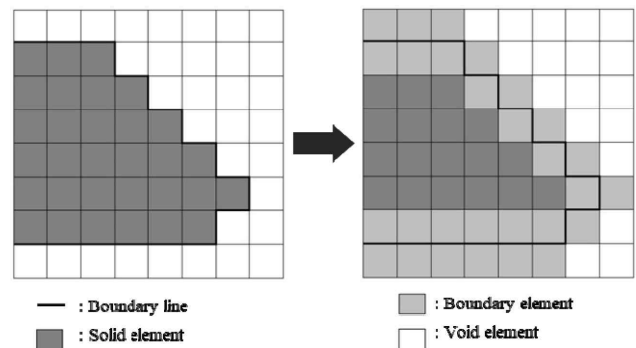 : Boundary line
: Solid element
: Boundary element
: Void element